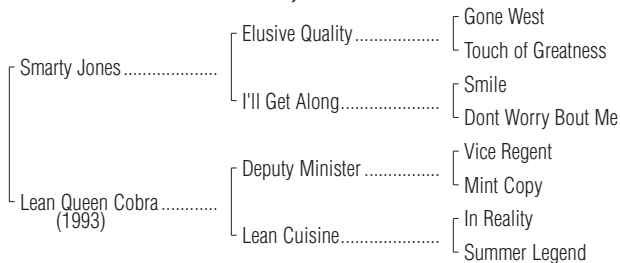 Gone West
Elusive Quality..................
Touch of Greatness
Smarty Jones....................
Smile
I'll Get Along.....................
Dont Worry Bout Me
Vice Regent
Deputy Minister................
Mint Copy
Lean Queen Cobra............
(1993)
In Reality
Lean Cuisine.....................
Summer Legend